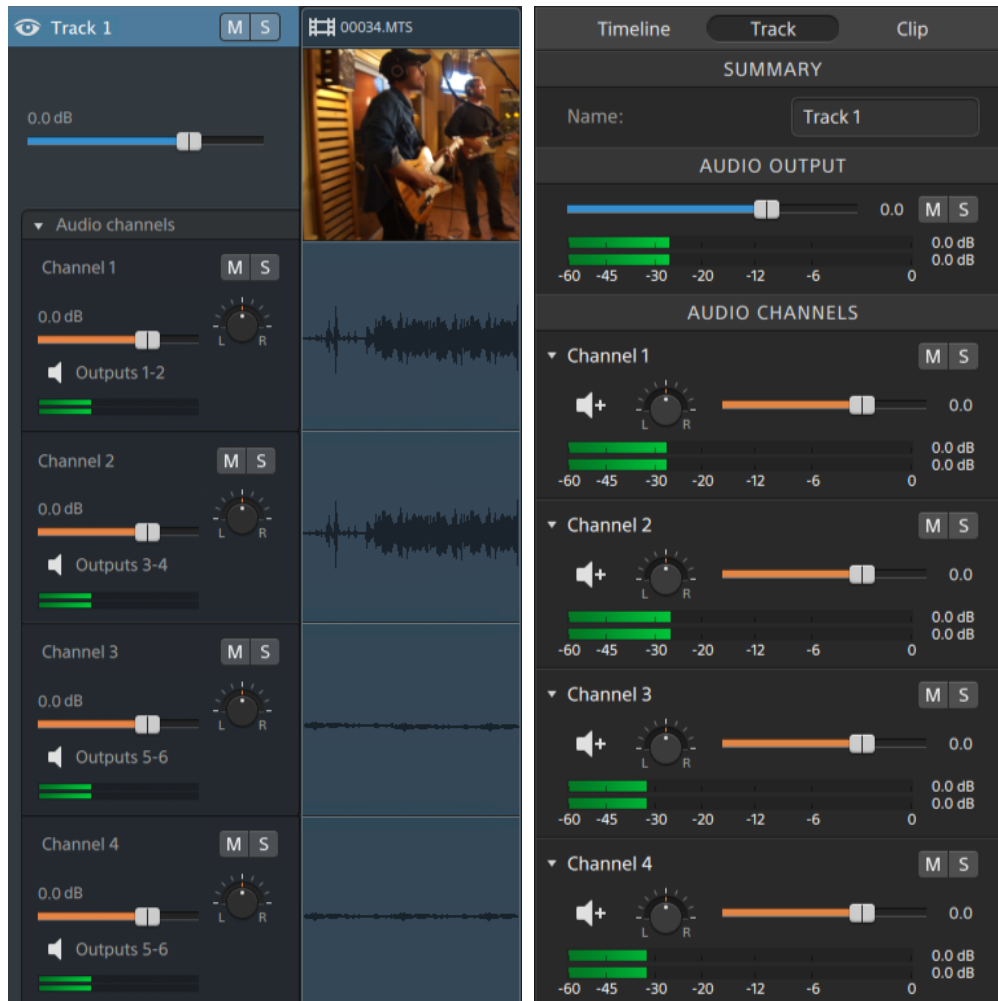 Track 1
M S
00034.MTS
0.0 dB
Audio channels
Channel 1
M S
0.0 dB
L R
Outputs 1-2
Channel 2
M S
0.0 dB
L R
Outputs 3-4
Channel 3
M S
0.0 dB
L R
Outputs 5-6
Channel 4
M S
0.0 dB
L R
Outputs 5-6
Timeline Track Clip
SUMMARY
Name: Track 1
AUDIO OUTPUT
0.0 M S
0.0 dB
0.0 dB
-60 -45 -30 -20 -12 -6 0
AUDIO CHANNELS
Channel 1 M S
L R
0.0
0.0 dB
0.0 dB
-60 -45 -30 -20 -12 -6 0
Channel 2 M S
L R
0.0
0.0 dB
0.0 dB
-60 -45 -30 -20 -12 -6 0
Channel 3 M S
L R
0.0
0.0 dB
0.0 dB
-60 -45 -30 -20 -12 -6 0
Channel 4 M S
L R
0.0
0.0 dB
0.0 dB
-60 -45 -30 -20 -12 -6 0